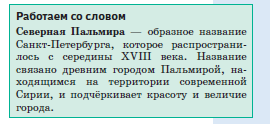 Работаем со словом
Северная Пальмира — образное название
Санкт-Петербурга, которое распространи-
лось с середины XVIII века. Название
связано древним городом Пальмирой, на-
ходящимся на территории современной
Сирии, и подчёркивает красоту и величие
города.